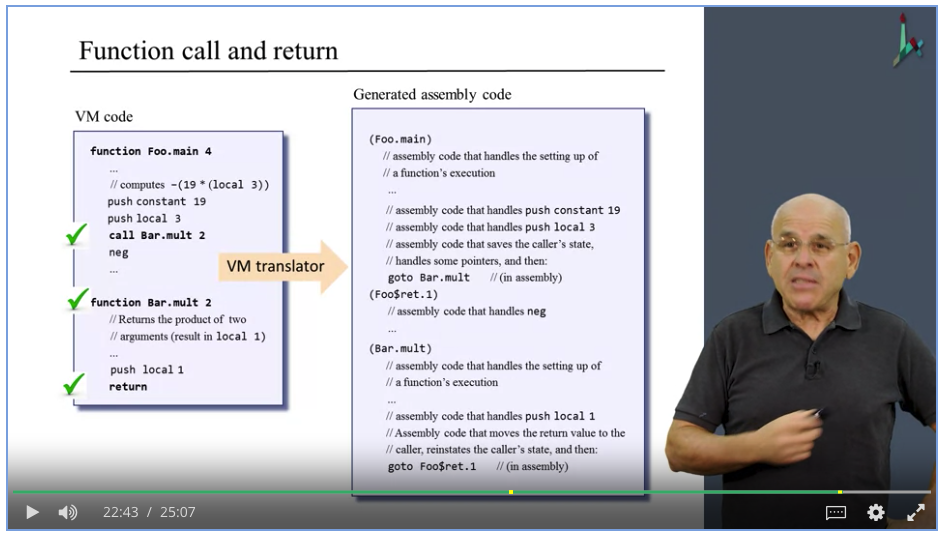 Function call and return
VM code
function Foo.main 4
...
// computes -(19 * (local 3))
push constant 19
push local 3
call Bar.mult 2
neg
...
function Bar.mult 2
// Returns the product of two
// arguments (result in local 1)
...
push local 1
return
VM translator
Generated assembly code
(Foo.main)
// assembly code that handles the setting up of
// a function's execution
...
// assembly code that handles push constant 19
// assembly code that handles push local 3
// assembly code that saves the caller's state,
// handles some pointers, and then:
goto Bar.mult // (in assembly)
(Foo$ret.1)
// assembly code that handles neg
...
(Bar.mult)
// assembly code that handles the setting up of
// a function's execution
...
// assembly code that handles push local 1
// Assembly code that moves the return value to the
// caller, reinstates the caller's state, and then:
goto Foo$ret.1 // (in assembly)
22:43 / 25:07